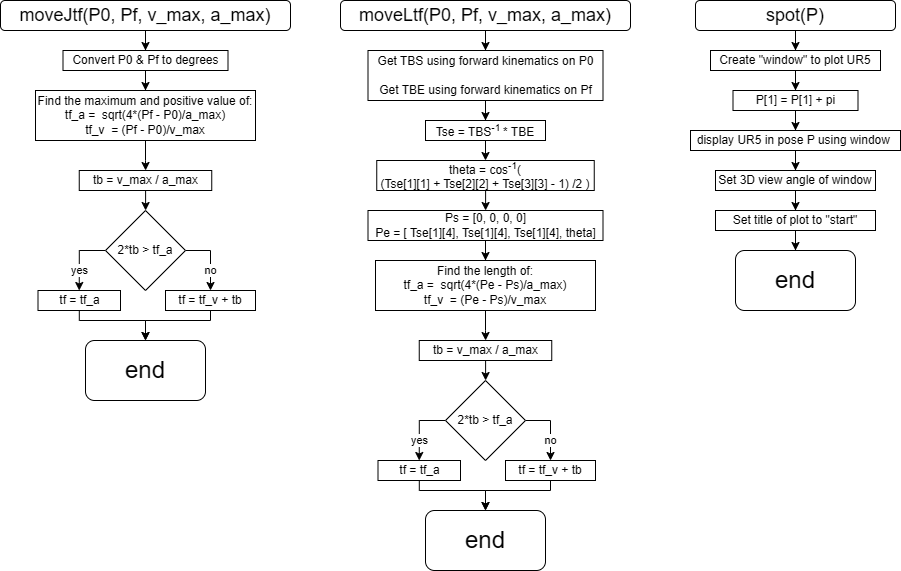 moveJtf(P0, Pf, v_max, a_max)
Convert P0 & Pf to degrees
Find the maximum and positive value of:
tf_a = sqrt(4*(Pf - P0)/a_max)
tf_v = (Pf - P0)/v_max
tb = v_max / a_max
2*tb > tf_a
yes
no
tf = tf_a
tf = tf_v + tb
end
moveLtf(P0, Pf, v_max, a_max)
Get TBS using forward kinematics on P0
Get TBE using forward kinematics on Pf
Tse = TBS⁻¹ * TBE
theta = cos⁻¹(
(Tse[1][1] + Tse[2][2] + Tse[3][3] - 1) /2 )
Ps = [0, 0, 0, 0]
Pe = [ Tse[1][4], Tse[1][4], Tse[1][4], theta]
Find the length of:
tf_a = sqrt(4*(Pe - Ps)/a_max)
tf_v = (Pe - Ps)/v_max
tb = v_max / a_max
2*tb > tf_a
yes
no
tf = tf_a
tf = tf_v + tb
end
spot(P)
Create "window" to plot UR5
P[1] = P[1] + pi
display UR5 in pose P using window
Set 3D view angle of window
Set title of plot to "start"
end